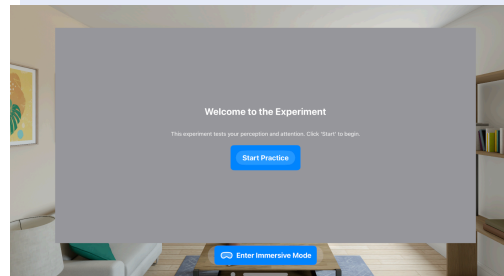 Welcome to the Experiment
This experiment tests your perception and attention. Click 'Start' to begin.
Start Practice
Enter Immersive Mode